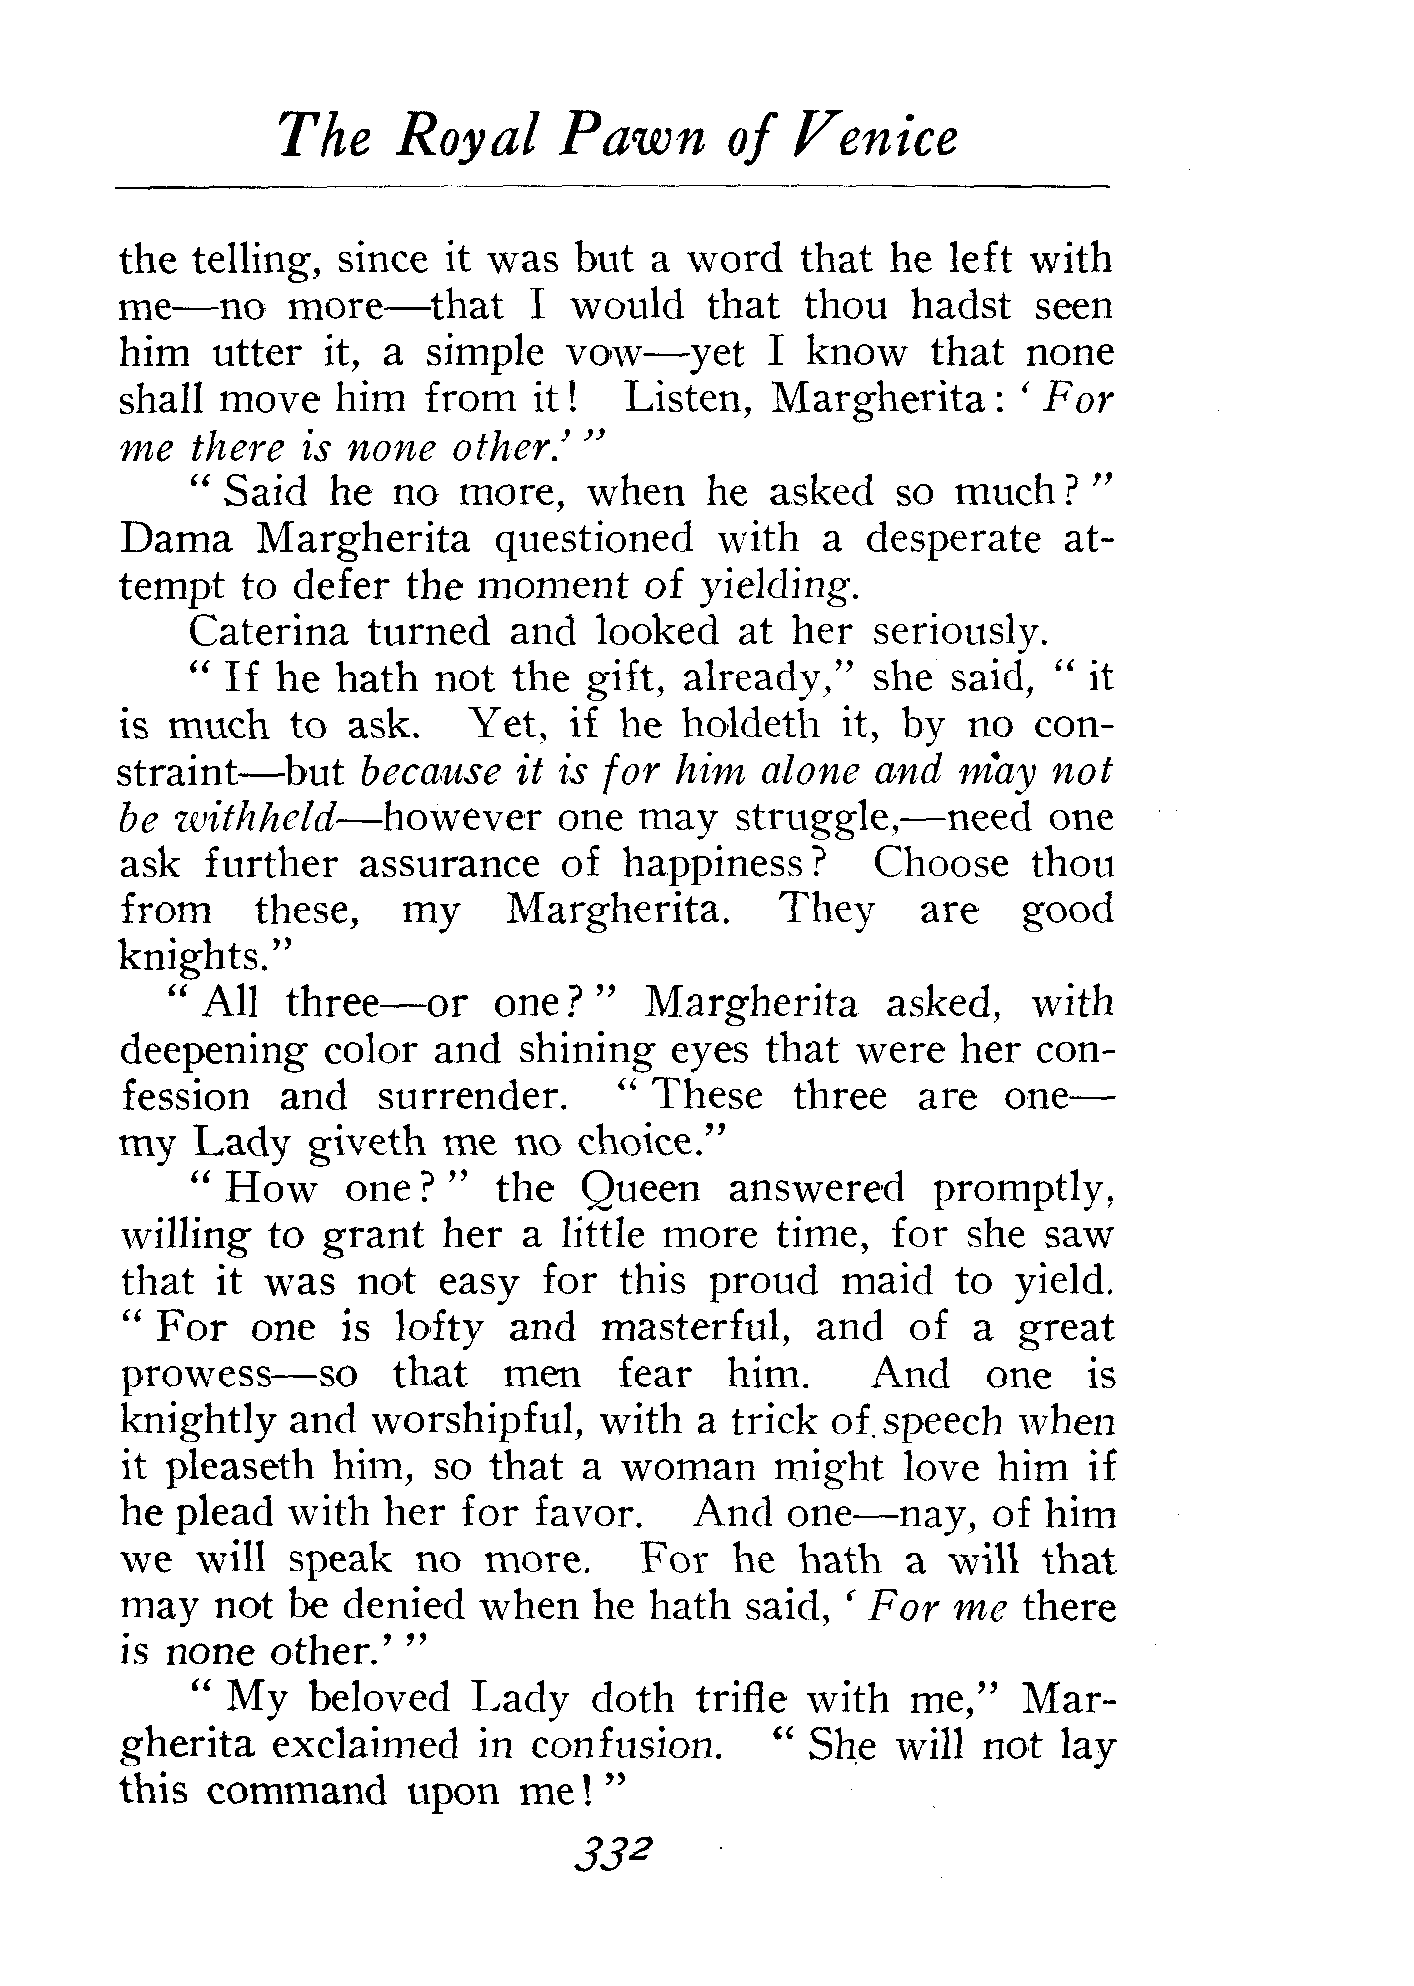 The Royal Pawn of Venice
the telling, since it was but a word that he left with
me—no more—that I would that thou hadst seen
him utter it, a simple vow—yet I know that none
shall move him from it! Listen, Margherita: ‘ For
me there is none other.’ ”
“ Said he no more, when he asked so much? ”
Dama Margherita questioned with a desperate at-
tempt to defer the moment of yielding.
Caterina turned and looked at her seriously.
“ If he hath not the gift, already,” she said, “ it
is much to ask. Yet, if he holdeth it, by no con-
straint—but because it is for him alone and may not
be withheld—however one may struggle,—need one
ask further assurance of happiness? Choose thou
from these, my Margherita. They are good
knights.”
“ All three—or one? ” Margherita asked, with
deepening color and shining eyes that were her con-
fession and surrender. “ These three are one—
my Lady giveth me no choice.”
“ How one? ” the Queen answered promptly,
willing to grant her a little more time, for she saw
that it was not easy for this proud maid to yield.
“ For one is lofty and masterful, and of a great
prowess—so that men fear him. And one is
knightly and worshipful, with a trick of speech when
it pleaseth him, so that a woman might love him if
he plead with her for favor. And one—nay, of him
we will speak no more. For he hath a will that
may not be denied when he hath said, ‘ For me there
is none other.’ ”
“ My beloved Lady doth trifle with me,” Mar-
gherita exclaimed in confusion. “ She will not lay
this command upon me! ”
332